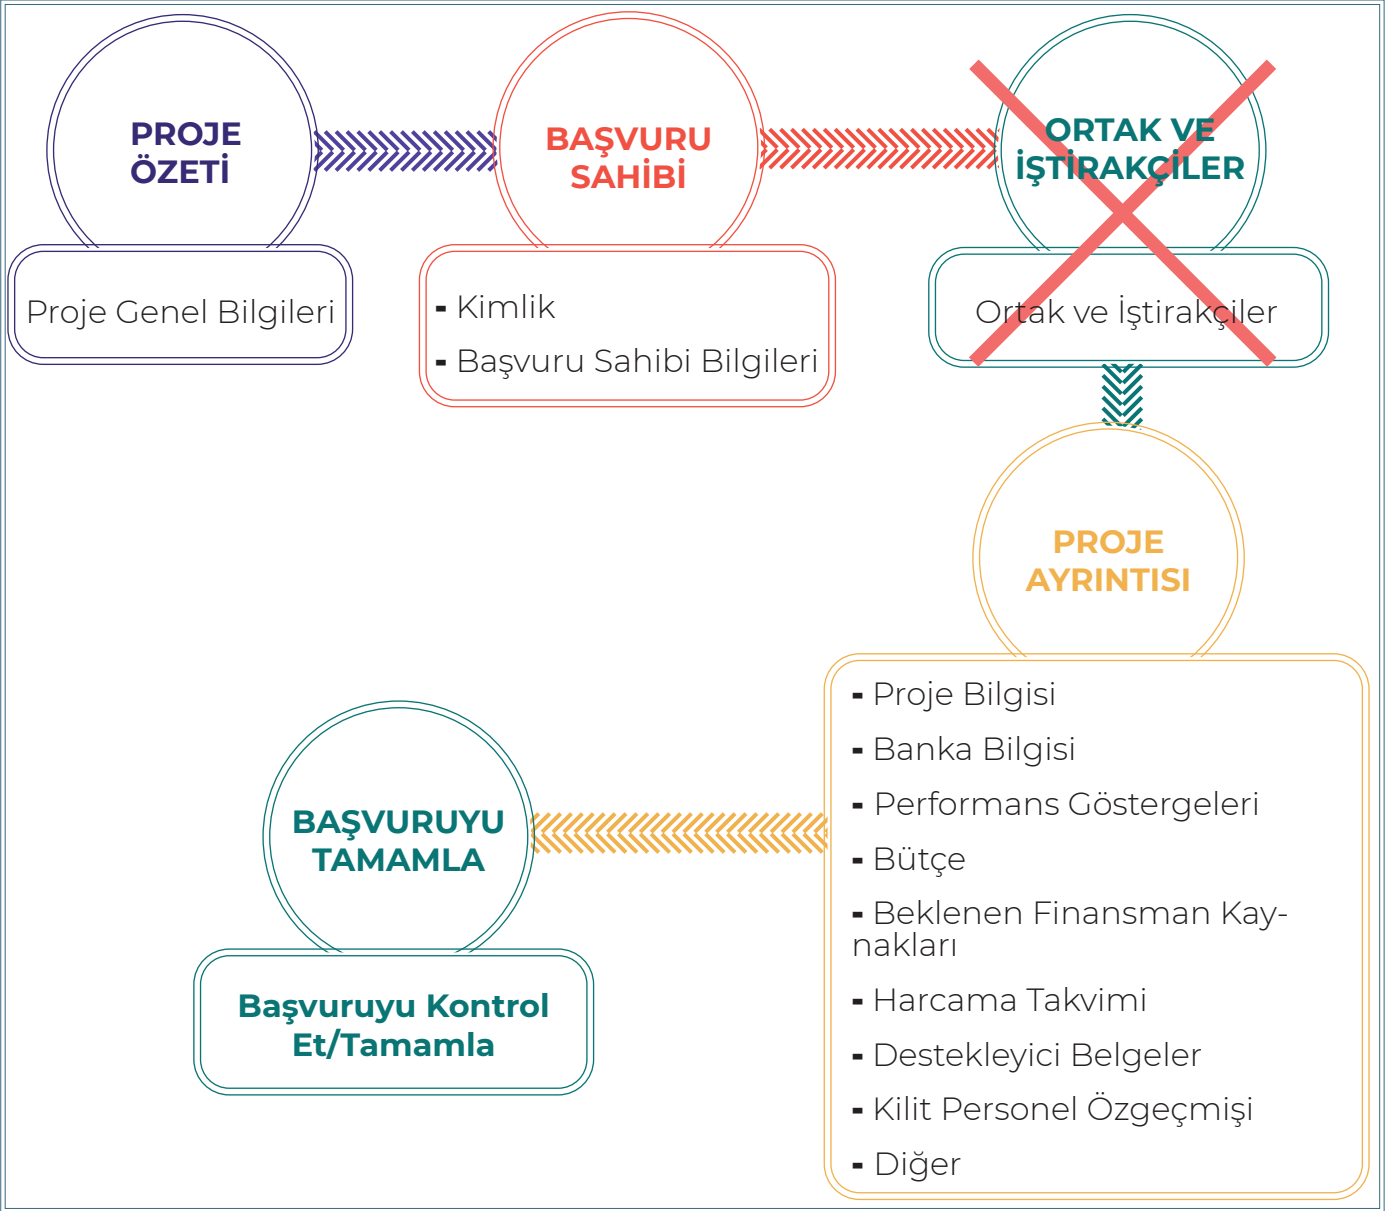 PROJE
ÖZETİ
Proje Genel Bilgileri
BAŞVURU
SAHİBİ
- Kimlik
- Başvuru Sahibi Bilgileri
ORTAK VE
İŞTİRAKÇİLER
Ortak ve İştirakçiler
PROJE
AYRINTISI
- Proje Bilgisi
- Banka Bilgisi
- Performans Göstergeleri
- Bütçe
- Beklenen Finansman Kay-
nakları
- Harcama Takvimi
- Destekleyici Belgeler
- Kilit Personel Özgeçmişi
- Diğer
BAŞVURUYU
TAMAMLA
Başvuruyu Kontrol
Et/Tamamla